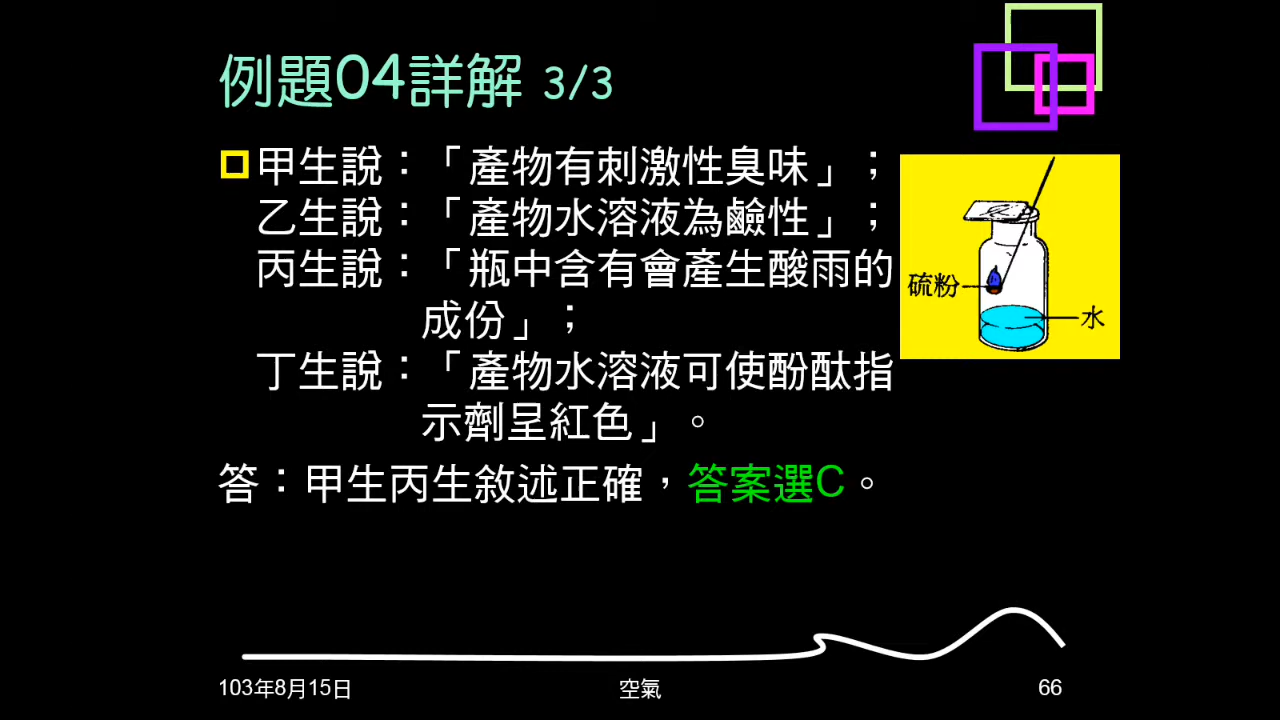 例題04詳解 3/3
甲生說：「產物有刺激性臭味」；
乙生說：「產物水溶液為鹼性」；
丙生說：「瓶中含有會產生酸雨的
成份」；
丁生說：「產物水溶液可使酚酞指
示劑呈紅色」。
答：甲生丙生敘述正確，答案選C。
硫粉
水
103年8月15日
空氣
66